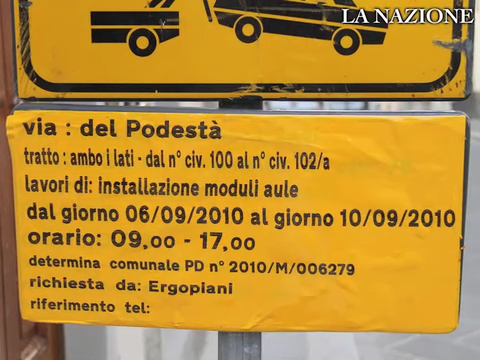 LA NAZIONE
via : del Podestà
tratto : ambo i lati - dal n° civ. 100 al n° civ. 102/a
lavori di: installazione moduli aule
dal giorno 06/09/2010 al giorno 10/09/2010
orario: 09,00 - 17,00
determina comunale PD n° 2010/M/006279
richiesta da: Ergopiani
riferimento tel: